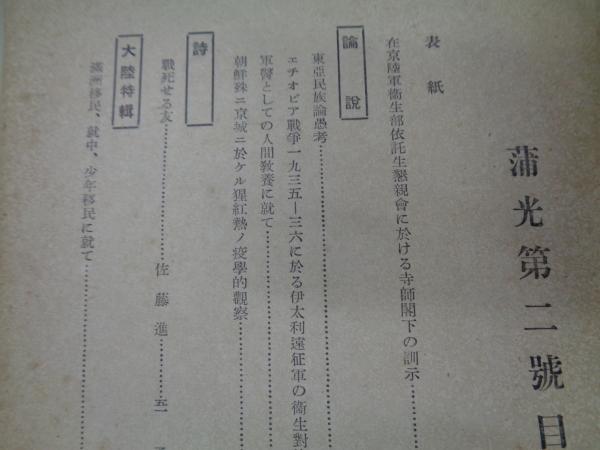 蒲光第二號目
表紙
在京陸軍衞生部依託生懇親會に於ける寺師閣下の訓示
論說
東亞民族論愚考
エチオピア戰爭一九三五―三六に於る伊太利遠征軍の衞生對
軍醫としての人間敎養に就て
朝鮮殊ニ京城ニ於ケル猩紅熱ノ疫學的觀察
詩
戰死せる友 佐藤進一
大陸特輯
滿洲移民、就中、少年移民に就て